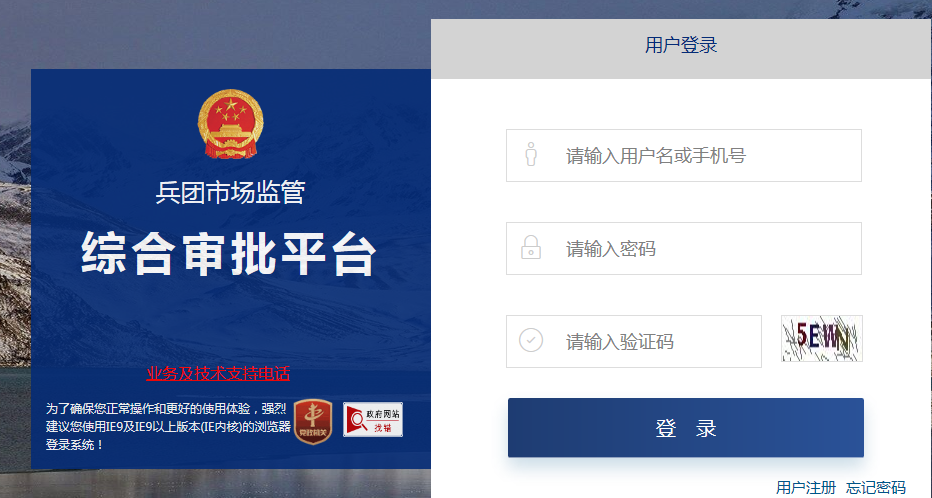 兵团市场监管
综合审批平台
业务及技术支持电话
为了确保您正常操作和更好的使用体验，强烈
建议您使用IE9及IE9以上版本(IE内核)的浏览器
登录系统！
党政机关
政府网站
找错
用户登录
请输入用户名或手机号
请输入密码
请输入验证码
5EWN
登 录
用户注册 忘记密码